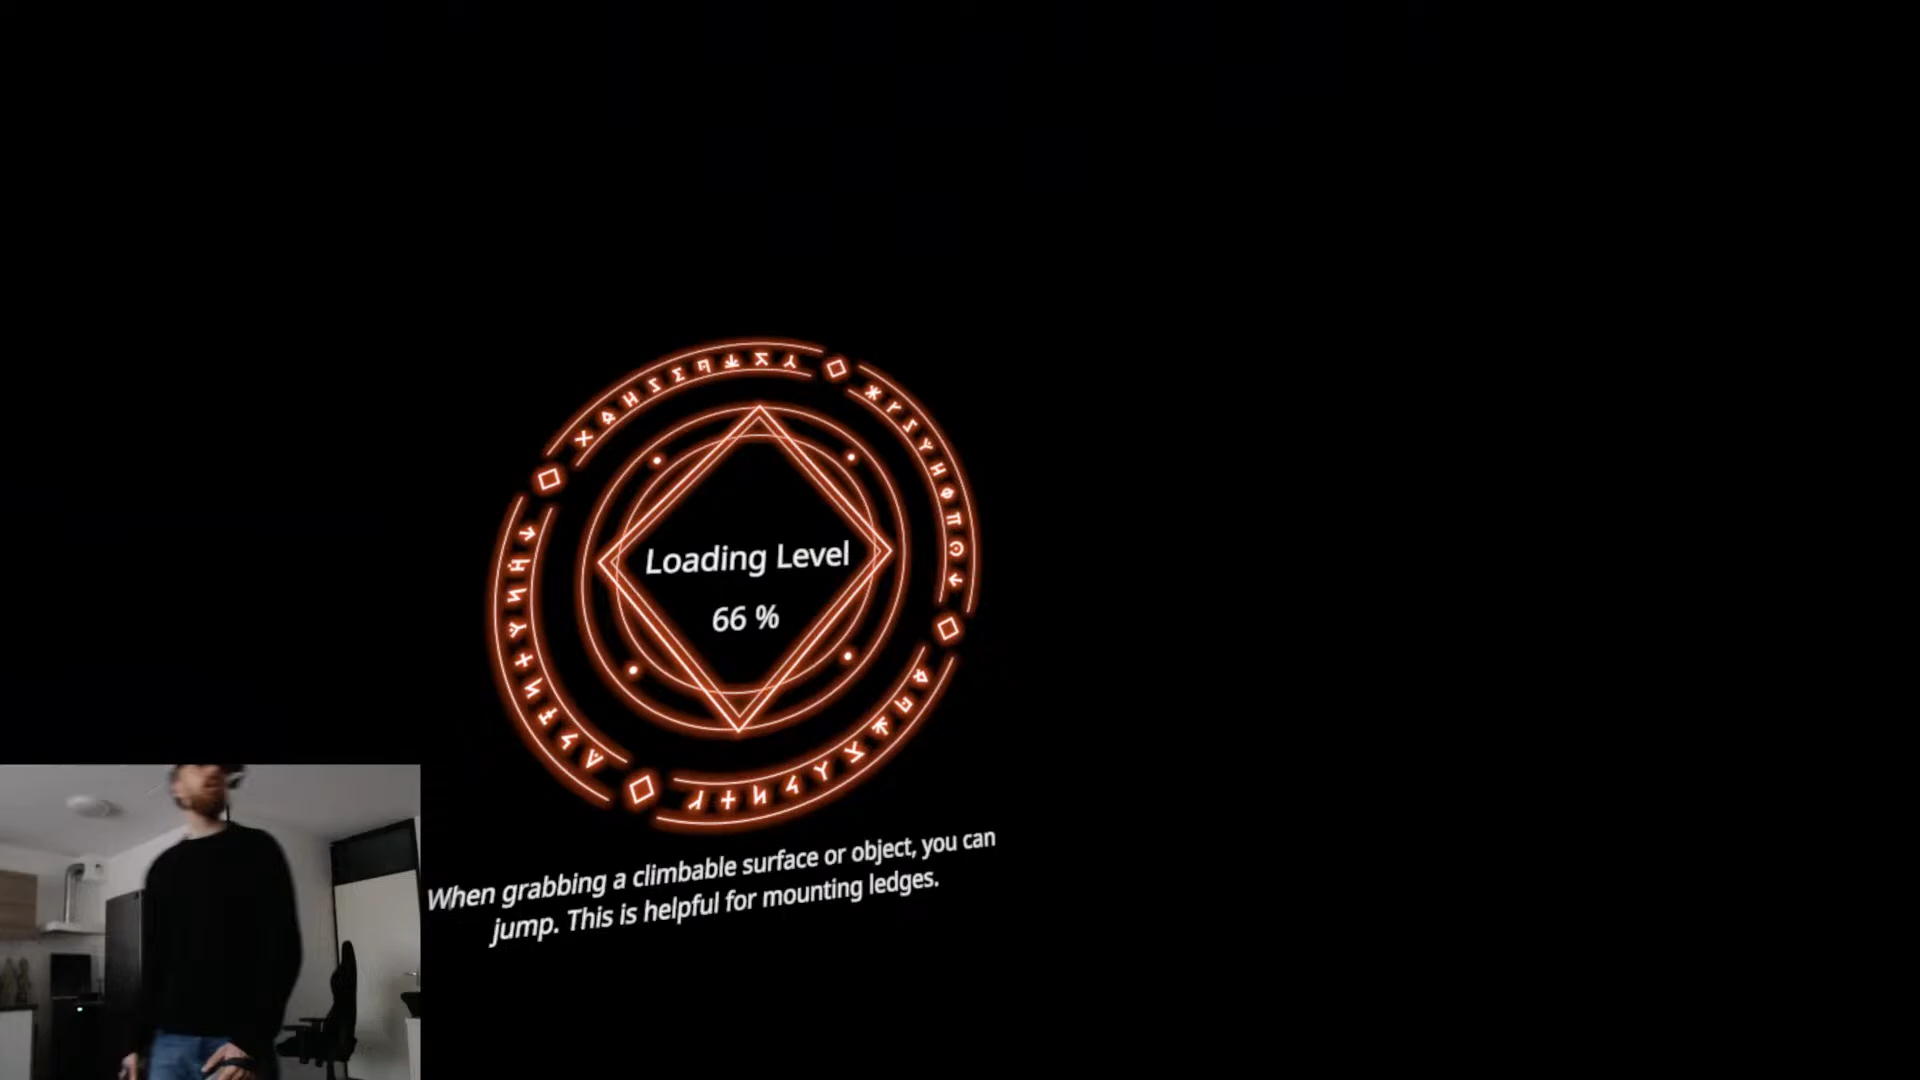 Loading Level
66 %
When grabbing a climbable surface or object, you can
jump. This is helpful for mounting ledges.